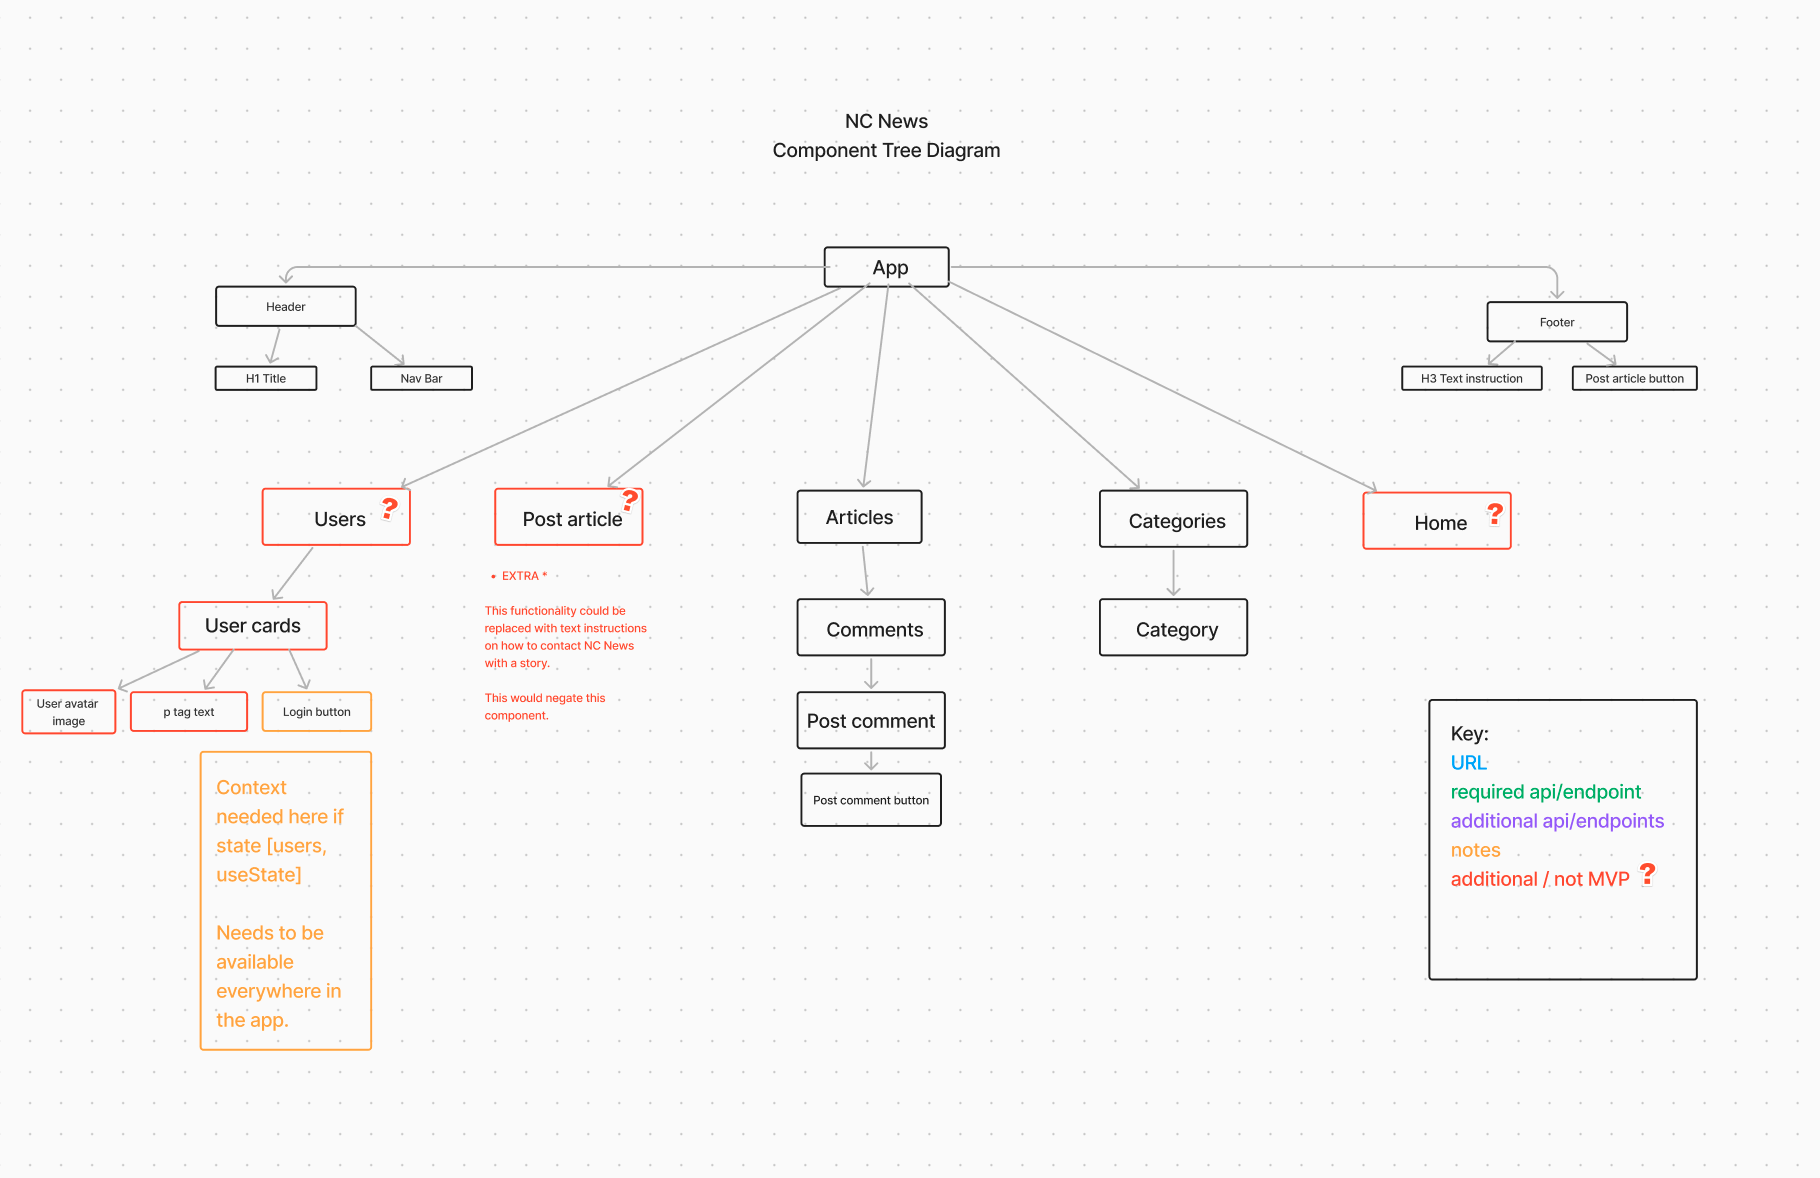 NC News
Component Tree Diagram
App
Header
Footer
H1 Title
Nav Bar
H3 Text instruction
Post article button
Users ?
Post article ?
Articles
Categories
Home ?
• EXTRA *
This functionality could be
replaced with text instructions
on how to contact NC News
with a story.
This would negate this
component.
User cards
Comments
Category
User avatar
image
p tag text
Login button
Post comment
Post comment button
Context
needed here if
state [users,
useState]
Needs to be
available
everywhere in
the app.
Key:
URL
required api/endpoint
additional api/endpoints
notes
additional / not MVP ?